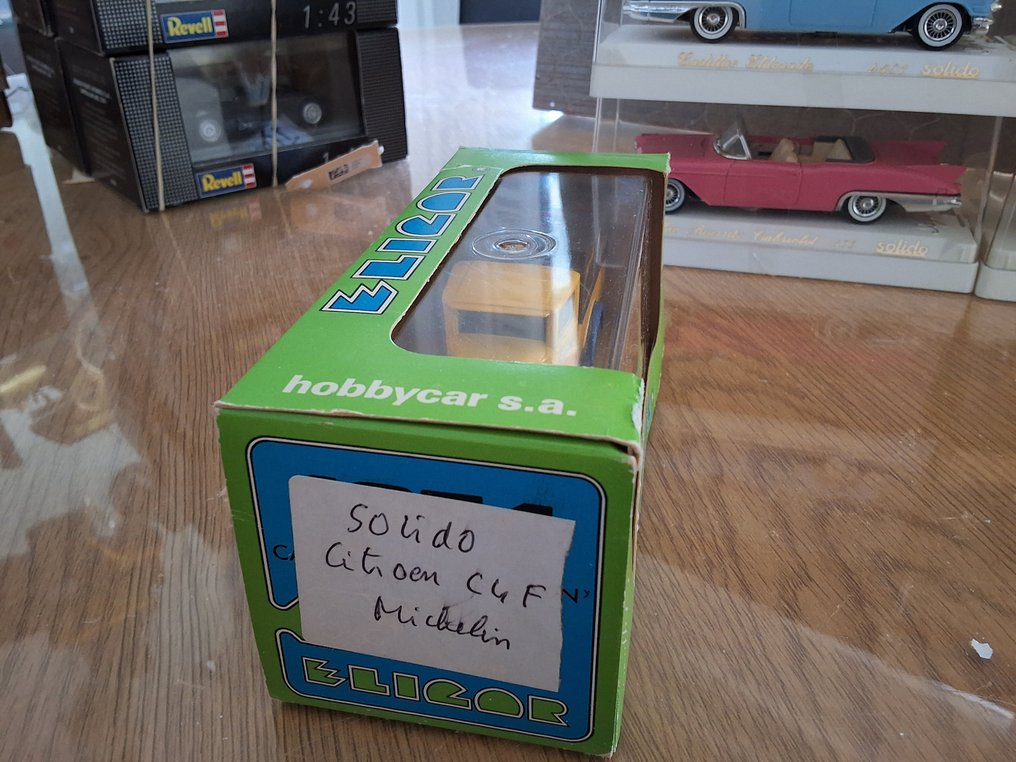 Revell
1:43
Revell
solido
solido
ELIGOR
hobbycar s.a.
SOLido
Citroen C4F
Michelin
ELIGOR